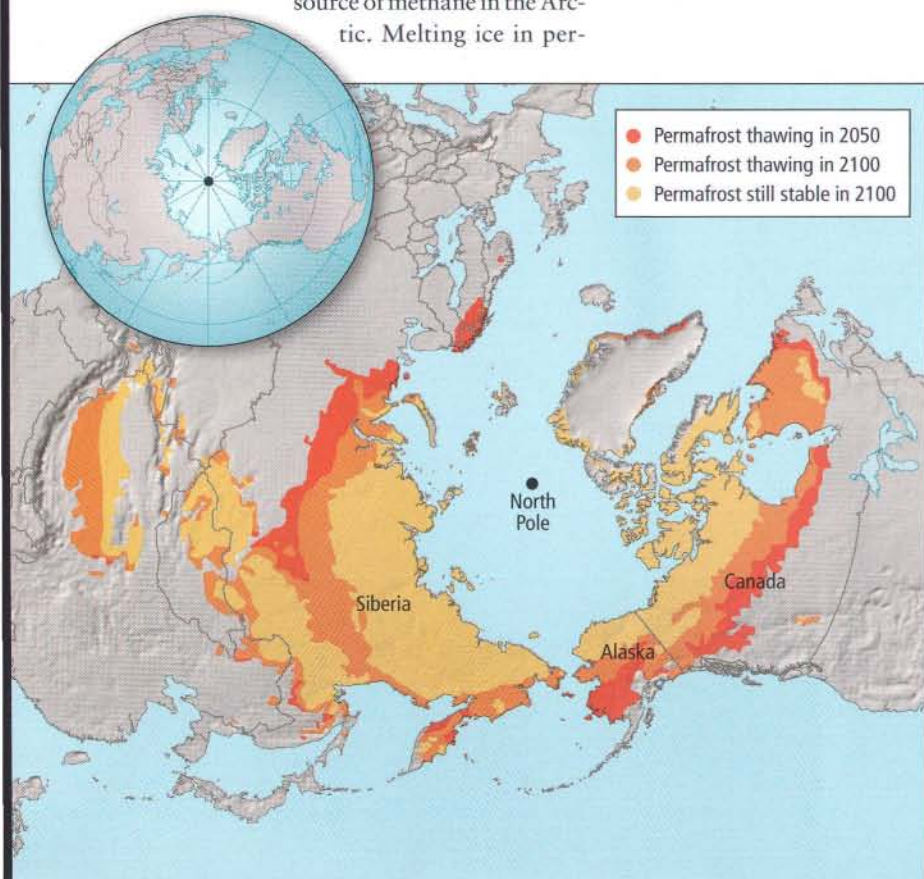 source of methane in the Arc-
tic. Melting ice in per-
Permafrost thawing in 2050
Permafrost thawing in 2100
Permafrost still stable in 2100
North
Pole
Siberia
Canada
Alaska